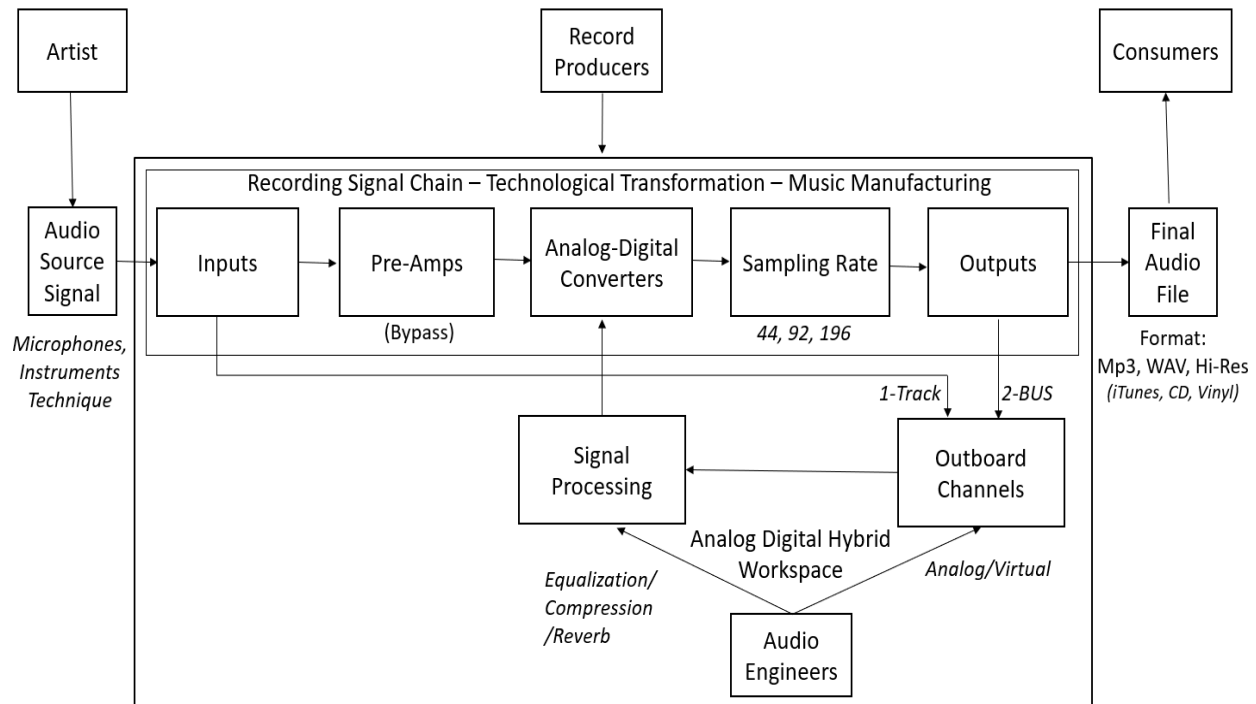 Artist
Record
Producers
Consumers
Recording Signal Chain – Technological Transformation – Music Manufacturing
Audio
Source
Signal
Inputs
Pre-Amps
Analog-Digital
Converters
Sampling Rate
Outputs
Final
Audio
File
(Bypass)
44, 92, 196
Microphones,
Instruments
Technique
Format:
Mp3, WAV, Hi-Res
(iTunes, CD, Vinyl)
1-Track
2-BUS
Signal
Processing
Outboard
Channels
Analog Digital Hybrid
Workspace
Equalization/
Compression
/Reverb
Analog/Virtual
Audio
Engineers